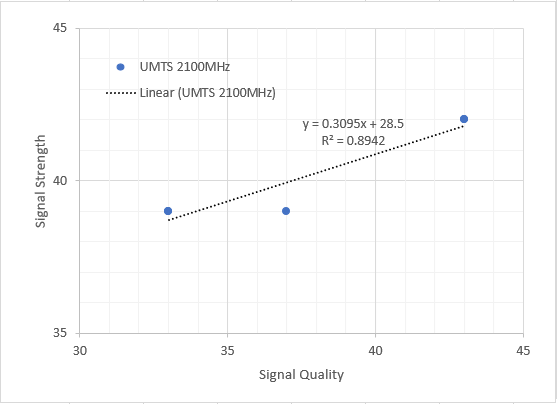 45
UMTS 2100MHz
Linear (UMTS 2100MHz)
y = 0.3095x + 28.5
R² = 0.8942
Signal Strength
40
35
30 35 40 45
Signal Quality